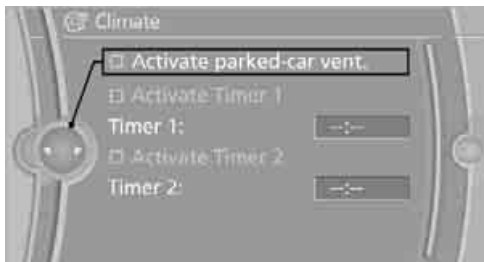 Climate
Activate parked-car vent.
Activate Timer 1
Timer 1: --:--
Activate Timer 2
Timer 2: --:--